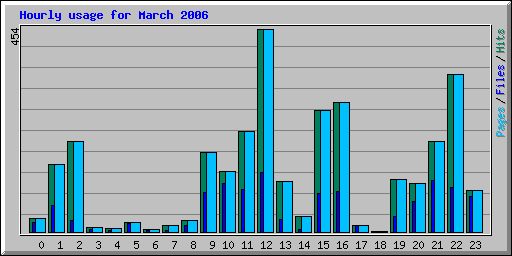 Hourly usage for March 2006
454
Pages/Files/Hits
0 1 2 3 4 5 6 7 8 9 10 11 12 13 14 15 16 17 18 19 20 21 22 23